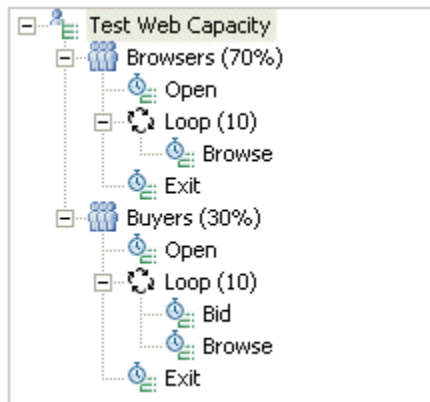 Test Web Capacity
Browsers (70%)
Open
Loop (10)
Browse
Exit
Buyers (30%)
Open
Loop (10)
Bid
Browse
Exit